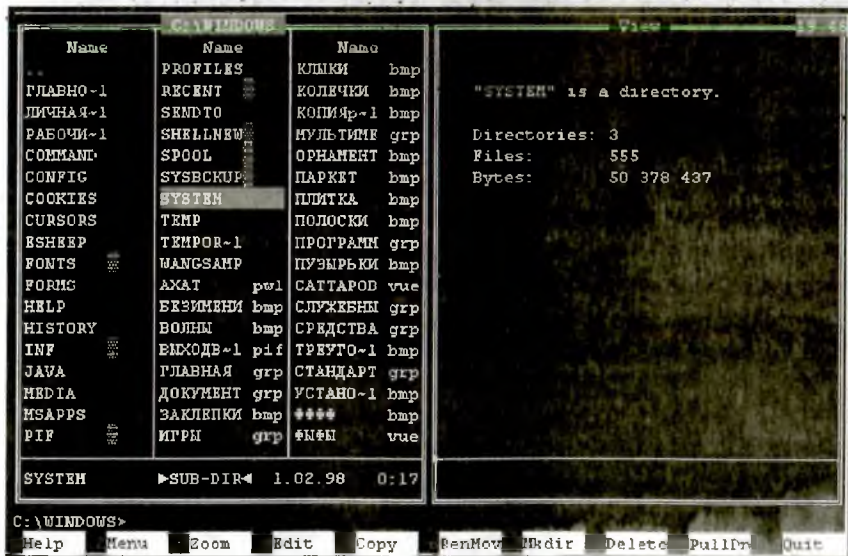 C:\WINDOWS View
Name Name Name
.. PROFILES КЛЫКИ bmp
ГЛАВНО~1 RECENT КОЛЕЧКИ bmp "SYSTEM" is a directory.
ЛИЧНАЯ~1 SENDTO КОПИЯр~1 bmp
РАБОЧИ~1 SHELLNEW МУЛЬТИМЕ grp Directories: 3
COMMAND SPOOL ОРНАМЕНТ bmp Files: 555
CONFIG SYSBCKUP ПАРКЕТ bmp Bytes: 50 378 437
COOKIES SYSTEM ПЛИТКА bmp
CURSORS TEMP ПОЛОСКИ bmp
ESHEEP TEMPOR~1 ПРОГРАММ grp
FONTS WANGSAMP ПУЗЫРЬКИ bmp
FORMS AXAT pwl САТТАРОВ vue
HELP БЕЗИМЕНИ bmp СЛУЖЕБНЫ grp
HISTORY ВОЛНЫ bmp СРЕДСТВА grp
INF ВЫХОДВ~1 pif ТРЕУГО~1 bmp
JAVA ГЛАВНАЯ grp СТАНДАРТ grp
MEDIA ДОКУМЕНТ grp УСТАНО~1 bmp
MSAPPS ЗАКЛЕПКИ bmp ФФФФ bmp
PIF ИГРЫ grp ФЫФЫ vue
SYSTEM ►SUB-DIR◄ 1.02.98 0:17
C:\WINDOWS>
Help Menu Zoom Edit Copy RenMov Mkdir Delete PullDn Quit